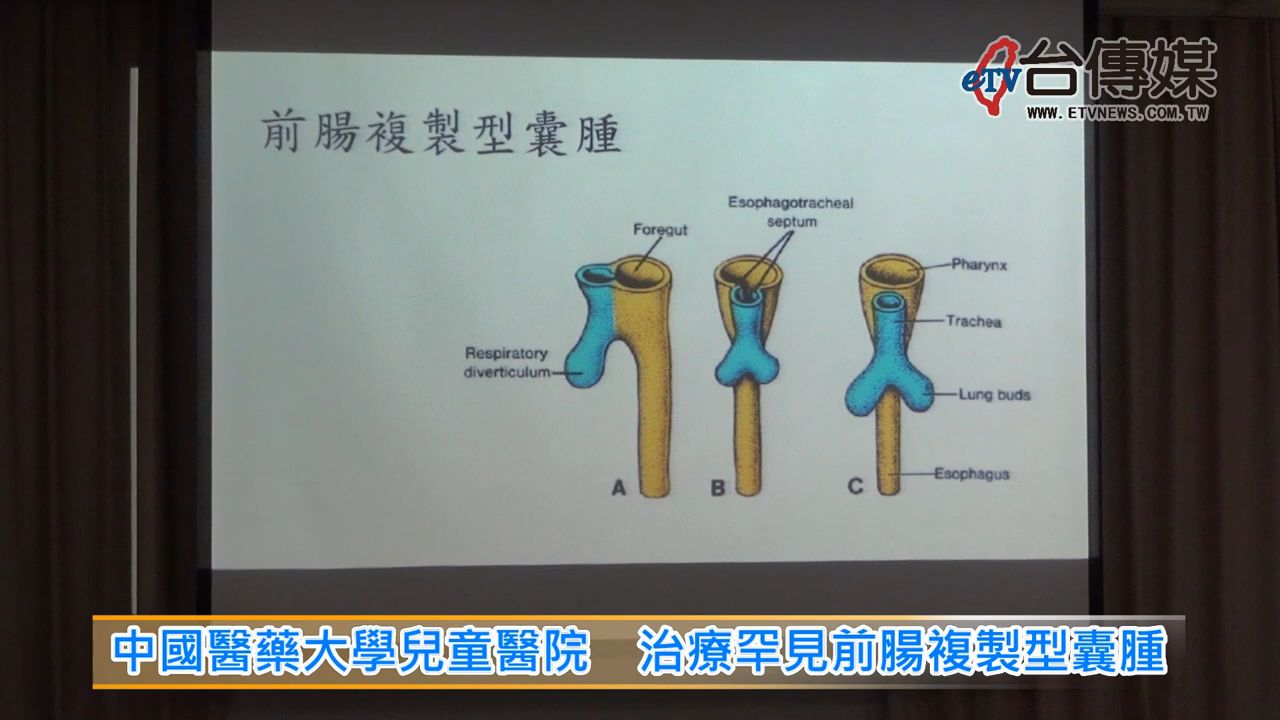 eTV台傳媒
WWW.ETVNEWS.COM.TW
前腸複製型囊腫
Esophagotracheal
septum
Foregut
Pharynx
Trachea
Respiratory
diverticulum
Lung buds
Esophagus
A
B
C
中國醫藥大學兒童醫院 治療罕見前腸複製型囊腫